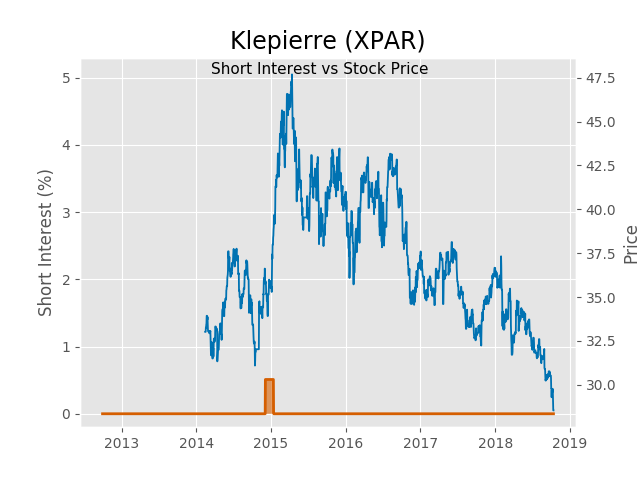 Klepierre (XPAR)
Short Interest vs Stock Price
Short Interest (%)
Price
5
4
3
2
1
0
47.5
45.0
42.5
40.0
37.5
35.0
32.5
30.0
2013 2014 2015 2016 2017 2018 2019